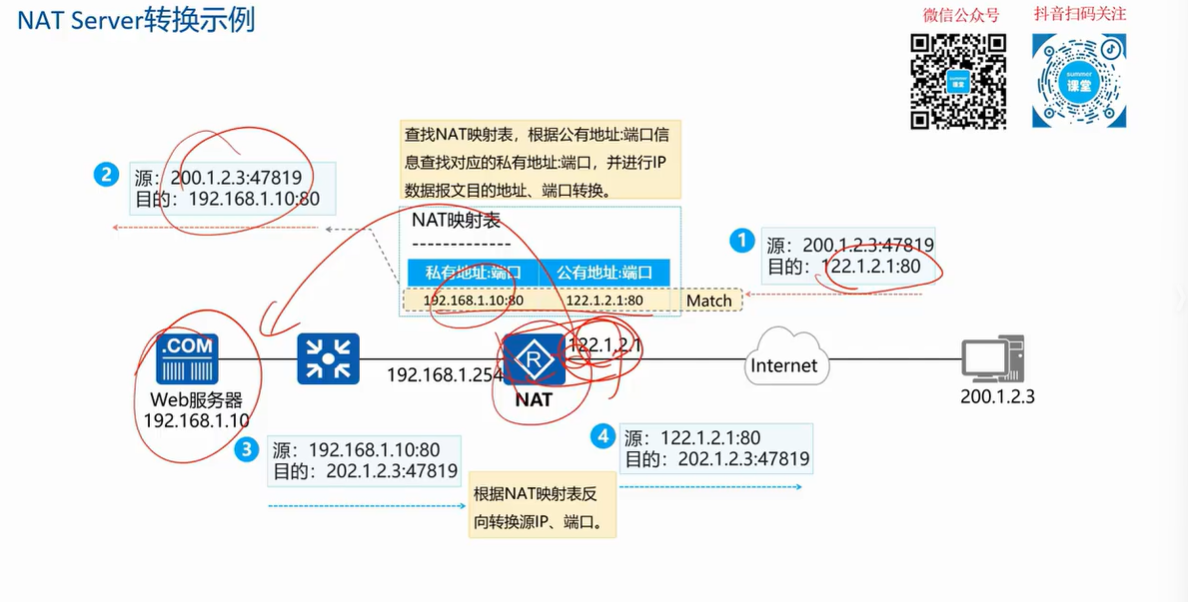 NAT Server转换示例
微信公众号
抖音扫码关注
summer
课堂
summer
课堂
查找NAT映射表，根据公有地址:端口信
息查找对应的私有地址:端口，并进行IP
数据报文目的地址、端口转换。
2
源：200.1.2.3:47819
目的：192.168.1.10:80
NAT映射表
-------------
私有地址:端口 公有地址:端口
192.168.1.10:80 122.1.2.1:80 Match
1
源：200.1.2.3:47819
目的：122.1.2.1:80
.COM
Web服务器
192.168.1.10
192.168.1.254
R
NAT
122.1.2.1
Internet
200.1.2.3
3
源：192.168.1.10:80
目的：202.1.2.3:47819
根据NAT映射表反
向转换源IP、端口。
4
源：122.1.2.1:80
目的：202.1.2.3:47819